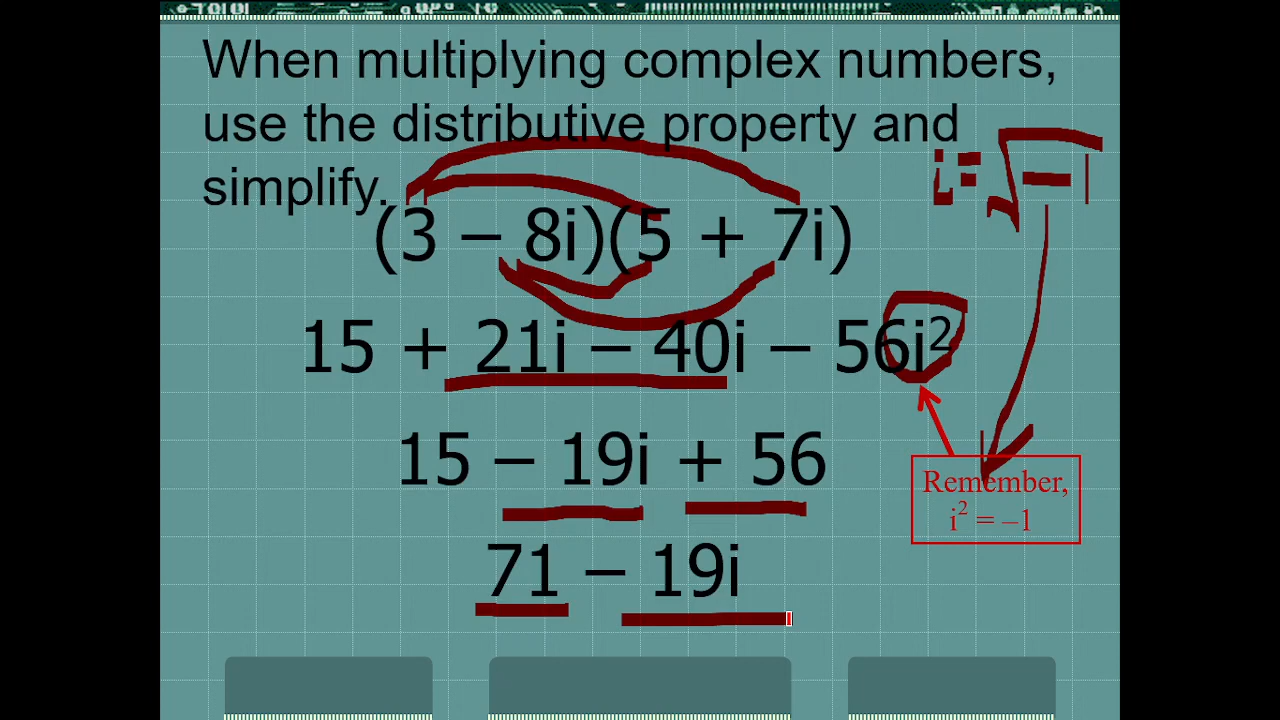 When multiplying complex numbers,
use the distributive property and
simplify.
i = √-1
(3 – 8i)(5 + 7i)
15 + 21i – 40i – 56i²
15 – 19i + 56
Remember,
i² = –1
71 – 19i